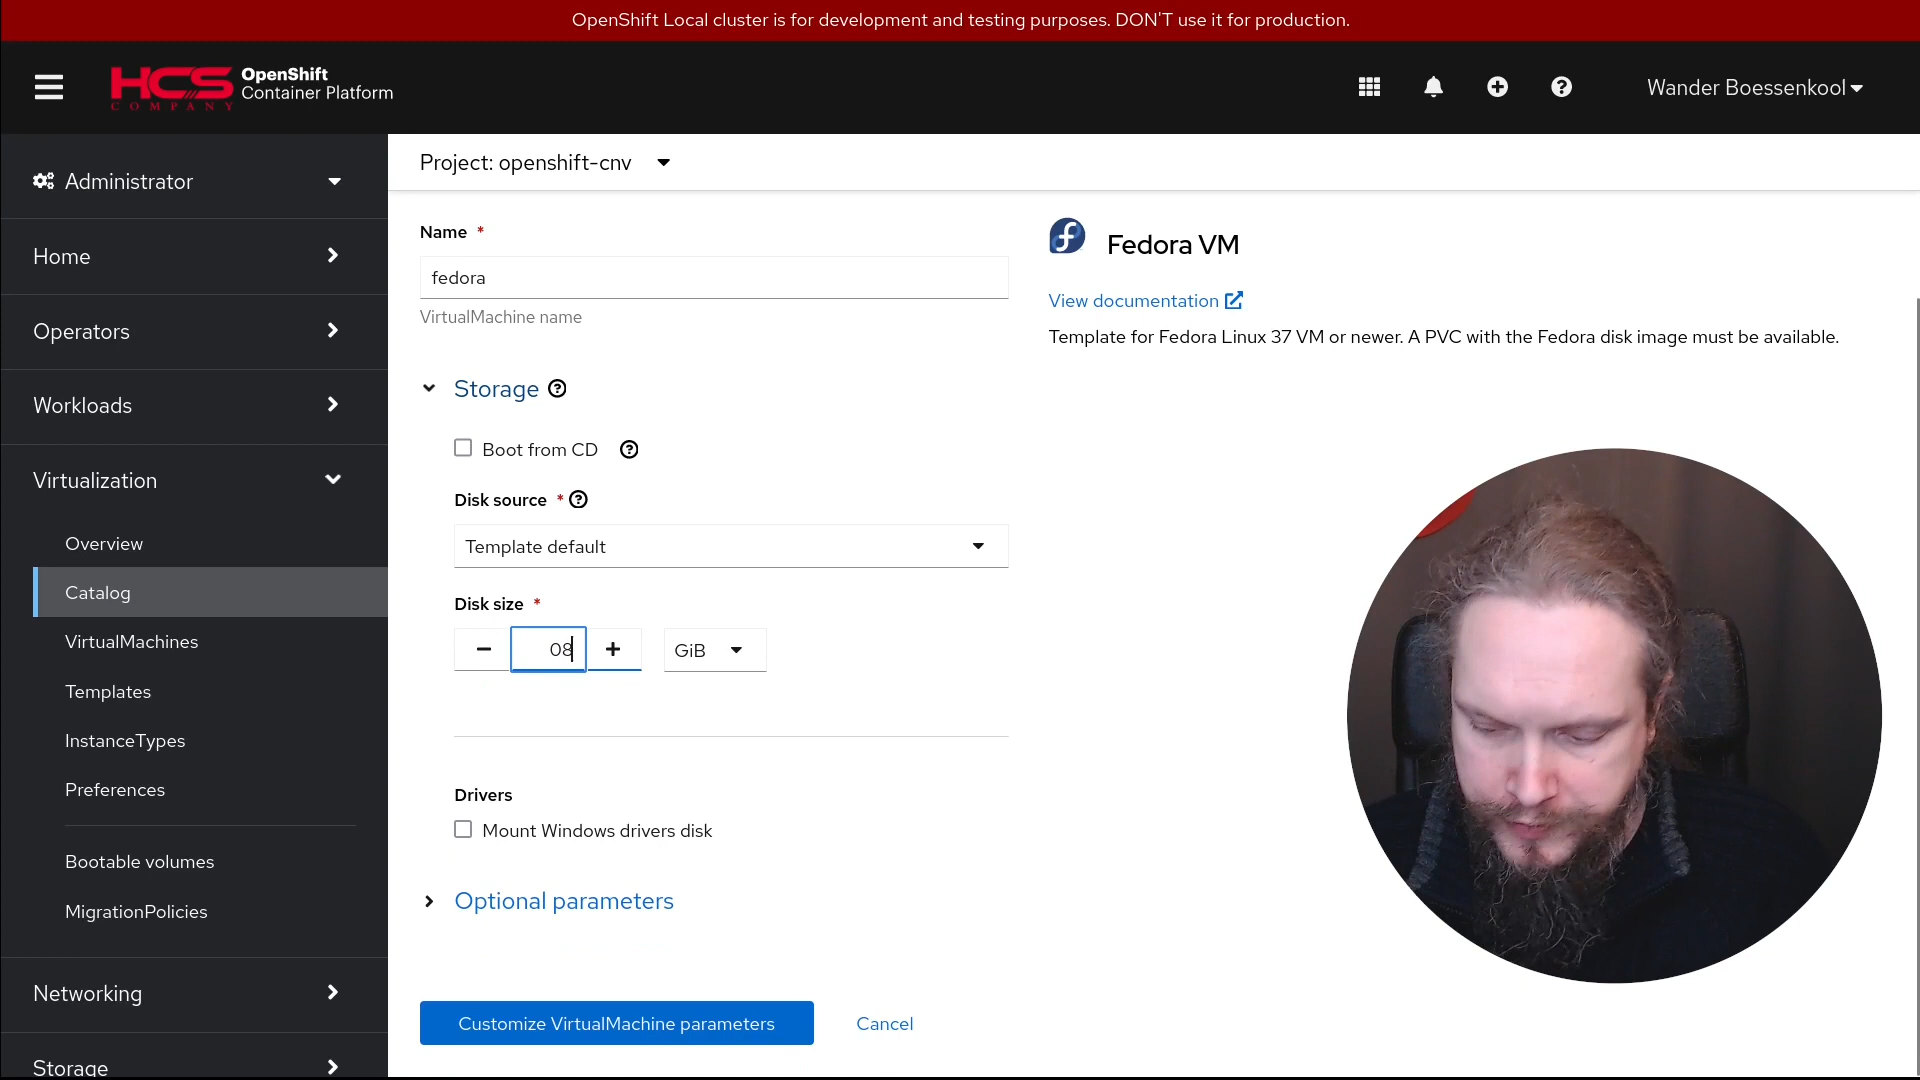 OpenShift Local cluster is for development and testing purposes. DON'T use it for production.
HCS
COMPANY
OpenShift
Container Platform
Wander Boessenkool
Administrator
Home
Operators
Workloads
Virtualization
Overview
Catalog
VirtualMachines
Templates
InstanceTypes
Preferences
Bootable volumes
MigrationPolicies
Networking
Storage
Project: openshift-cnv
Name *
fedora
VirtualMachine name
Storage
Boot from CD
Disk source *
Template default
Disk size *
08
GiB
Drivers
Mount Windows drivers disk
Optional parameters
Customize VirtualMachine parameters
Cancel
Fedora VM
View documentation
Template for Fedora Linux 37 VM or newer. A PVC with the Fedora disk image must be available.